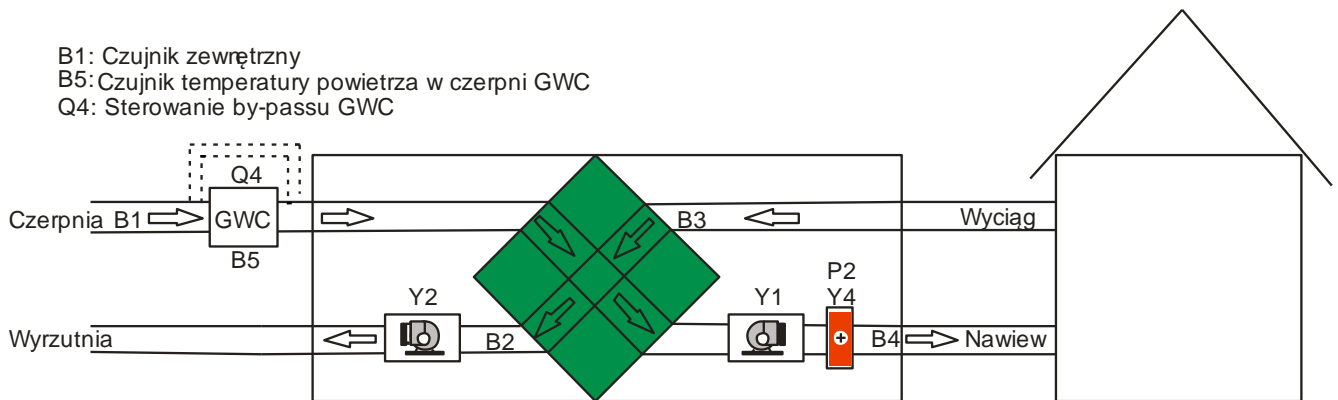 B1: Czujnik zewnętrzny
B5: Czujnik temperatury powietrza w czerpni GWC
Q4: Sterowanie by-passu GWC
Q4
Czerpnia B1
GWC
B3
Wyciąg
B5
P2
Y2
Y1
Y4
Wyrzutnia
B2
B4
Nawiew